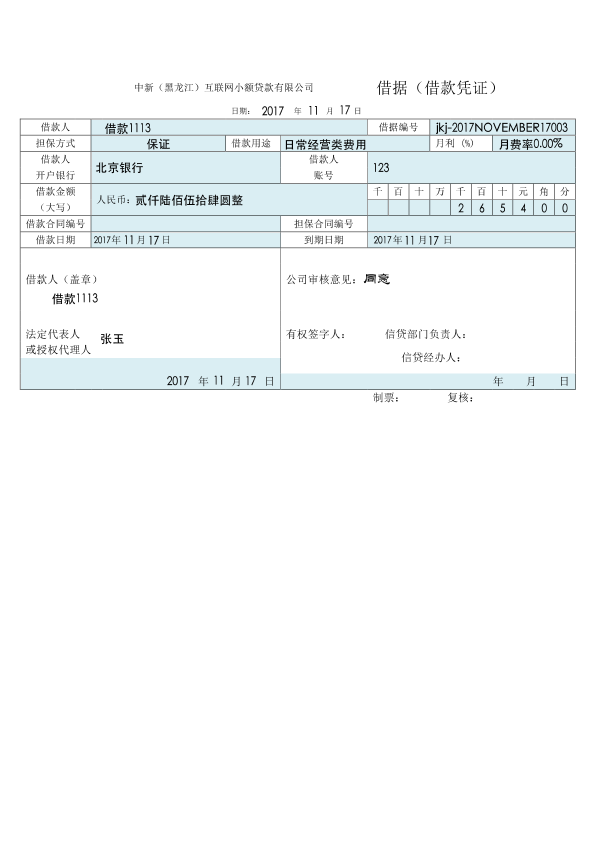 中新（黑龙江）互联网小额贷款有限公司 借据（借款凭证）
日期： 2017 年 11 月 17 日
借款人 借款1113 借据编号 jkj-2017NOVEMBER17003
担保方式 保证 借款用途 日常经营类费用 月利 (%) 月费率0.00%
借款人 开户银行 北京银行 借款人 账号 123
借款金额 （大写） 人民币：贰仟陆佰伍拾肆圆整 千 百 十 万 千 百 十 元 角 分
2 6 5 4 0 0
借款合同编号 担保合同编号
借款日期 2017年 11 月 17 日 到期日期 2017年 11月 17 日
借款人（盖章） 公司审核意见：同意
借款1113
法定代表人 或授权代理人 张玉 有权签字人： 信贷部门负责人：
信贷经办人：
2017 年 11 月 17 日 年 月 日
制票： 复核：